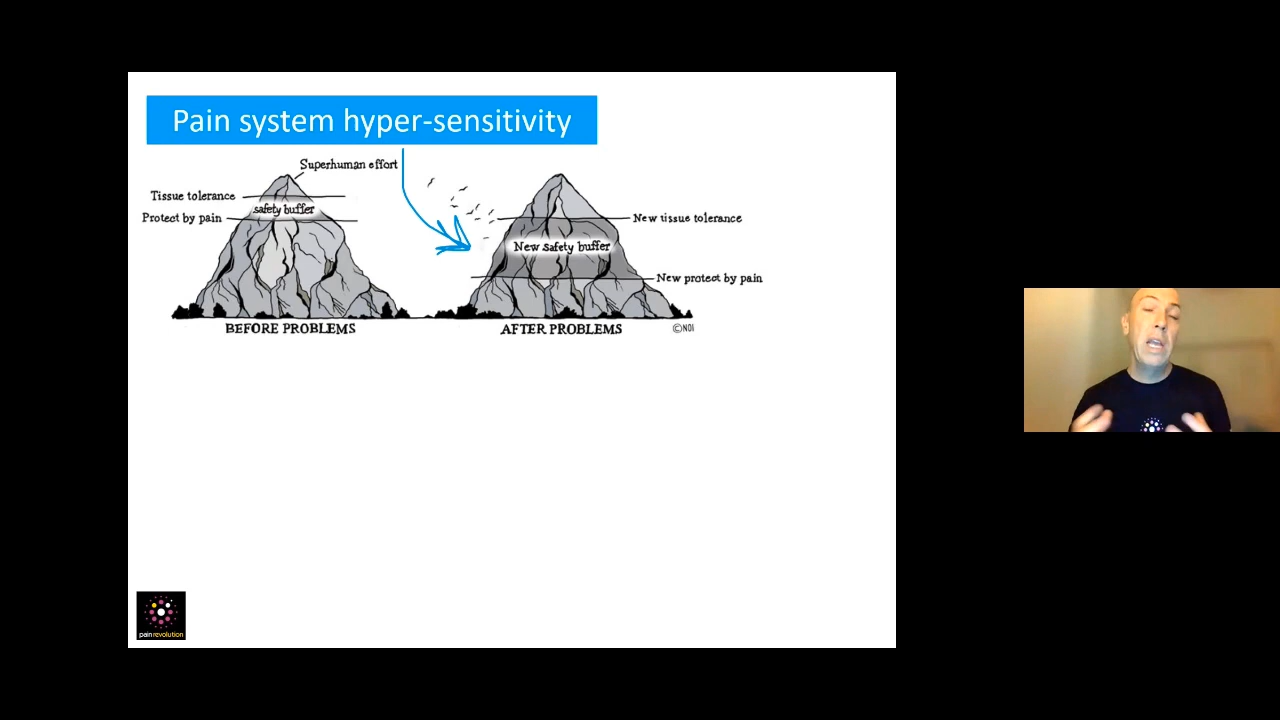 Pain system hyper-sensitivity
Superhuman effort
Tissue tolerance
safety buffer
Protect by pain
BEFORE PROBLEMS
New tissue tolerance
New safety buffer
New protect by pain
AFTER PROBLEMS
©NOI
painrevolution